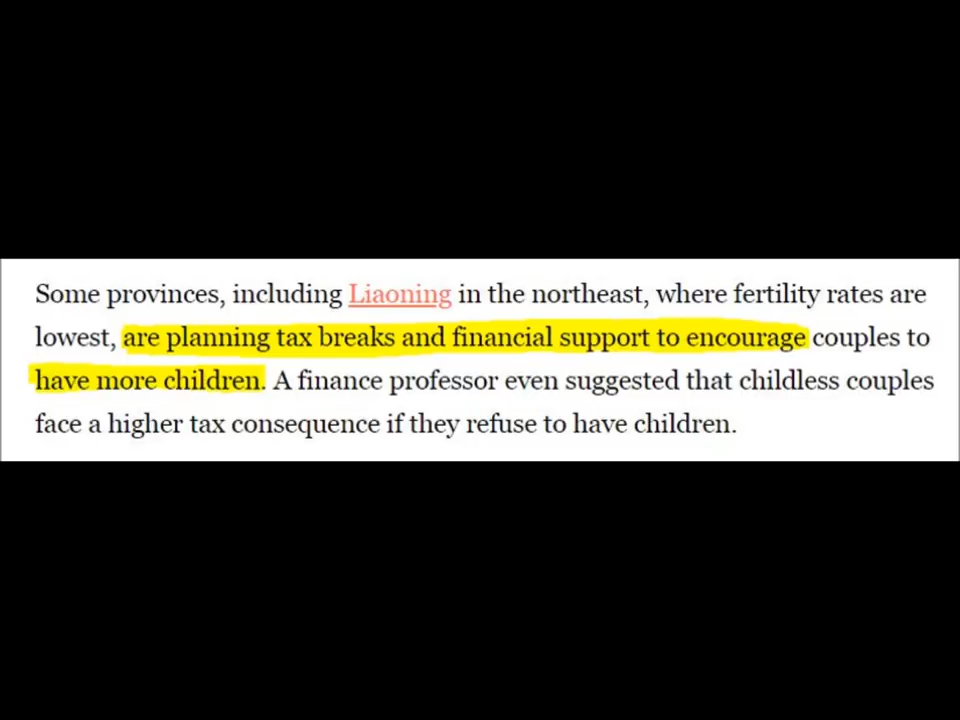 Some provinces, including Liaoning in the northeast, where fertility rates are
lowest, are planning tax breaks and financial support to encourage couples to
have more children. A finance professor even suggested that childless couples
face a higher tax consequence if they refuse to have children.